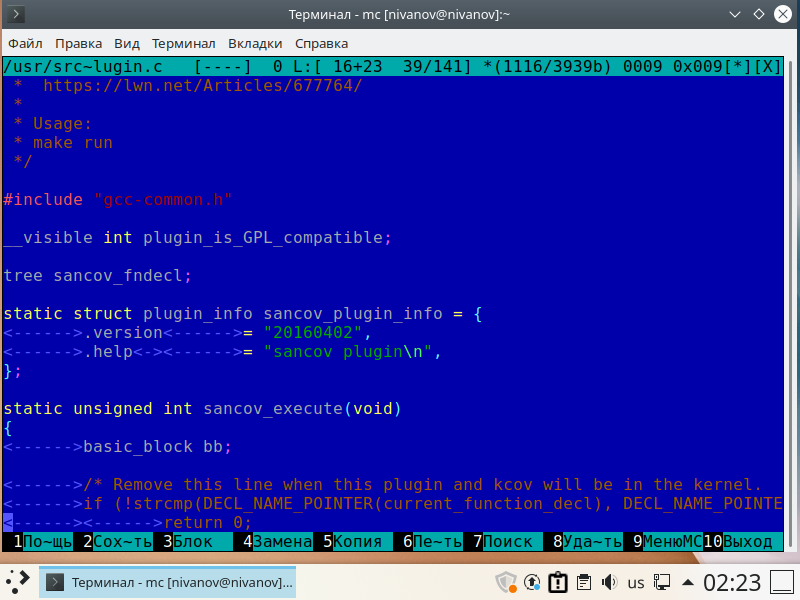 Терминал - mc [nivanov@nivanov]:~
Файл Правка Вид Терминал Вкладки Справка
/usr/src~lugin.c   [----]  0 L:[ 16+23  39/141] *(1116/3939b) 0009 0x009[*][X]
 *  https://lwn.net/Articles/677764/
 *
 * Usage:
 * make run
 */
#include "gcc-common.h"
__visible int plugin_is_GPL_compatible;
tree sancov_fndecl;
static struct plugin_info sancov_plugin_info = {
<------>.version<------>= "20160402",
<------>.help<-><------>= "sancov plugin\n",
};
static unsigned int sancov_execute(void)
{
<------>basic_block bb;
<------>/* Remove this line when this plugin and kcov will be in the kernel.
<------>if (!strcmp(DECL_NAME_POINTER(current_function_decl), DECL_NAME_POINTE
<------><------>return 0;
1По~щь 2Сох~ть 3Блок 4Замена 5Копия 6Пе~ть 7Поиск 8Уда~ть 9МенюМС 10Выход
Терминал - mc [nivanov@nivanov]...
us 02:23